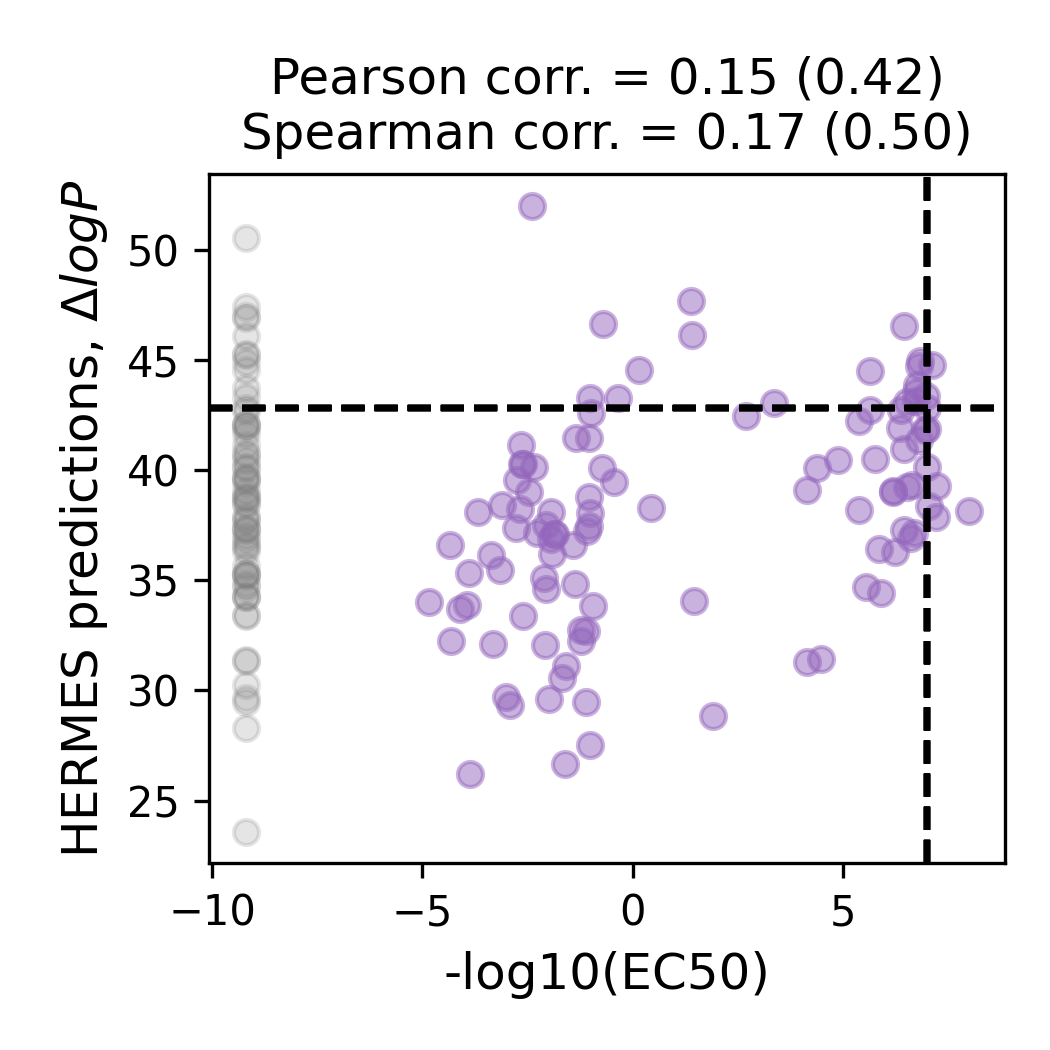 Pearson corr. = 0.15 (0.42)
Spearman corr. = 0.17 (0.50)
HERMES predictions, ΔlogP
50
45
40
35
30
25
−10
−5
0
5
-log10(EC50)